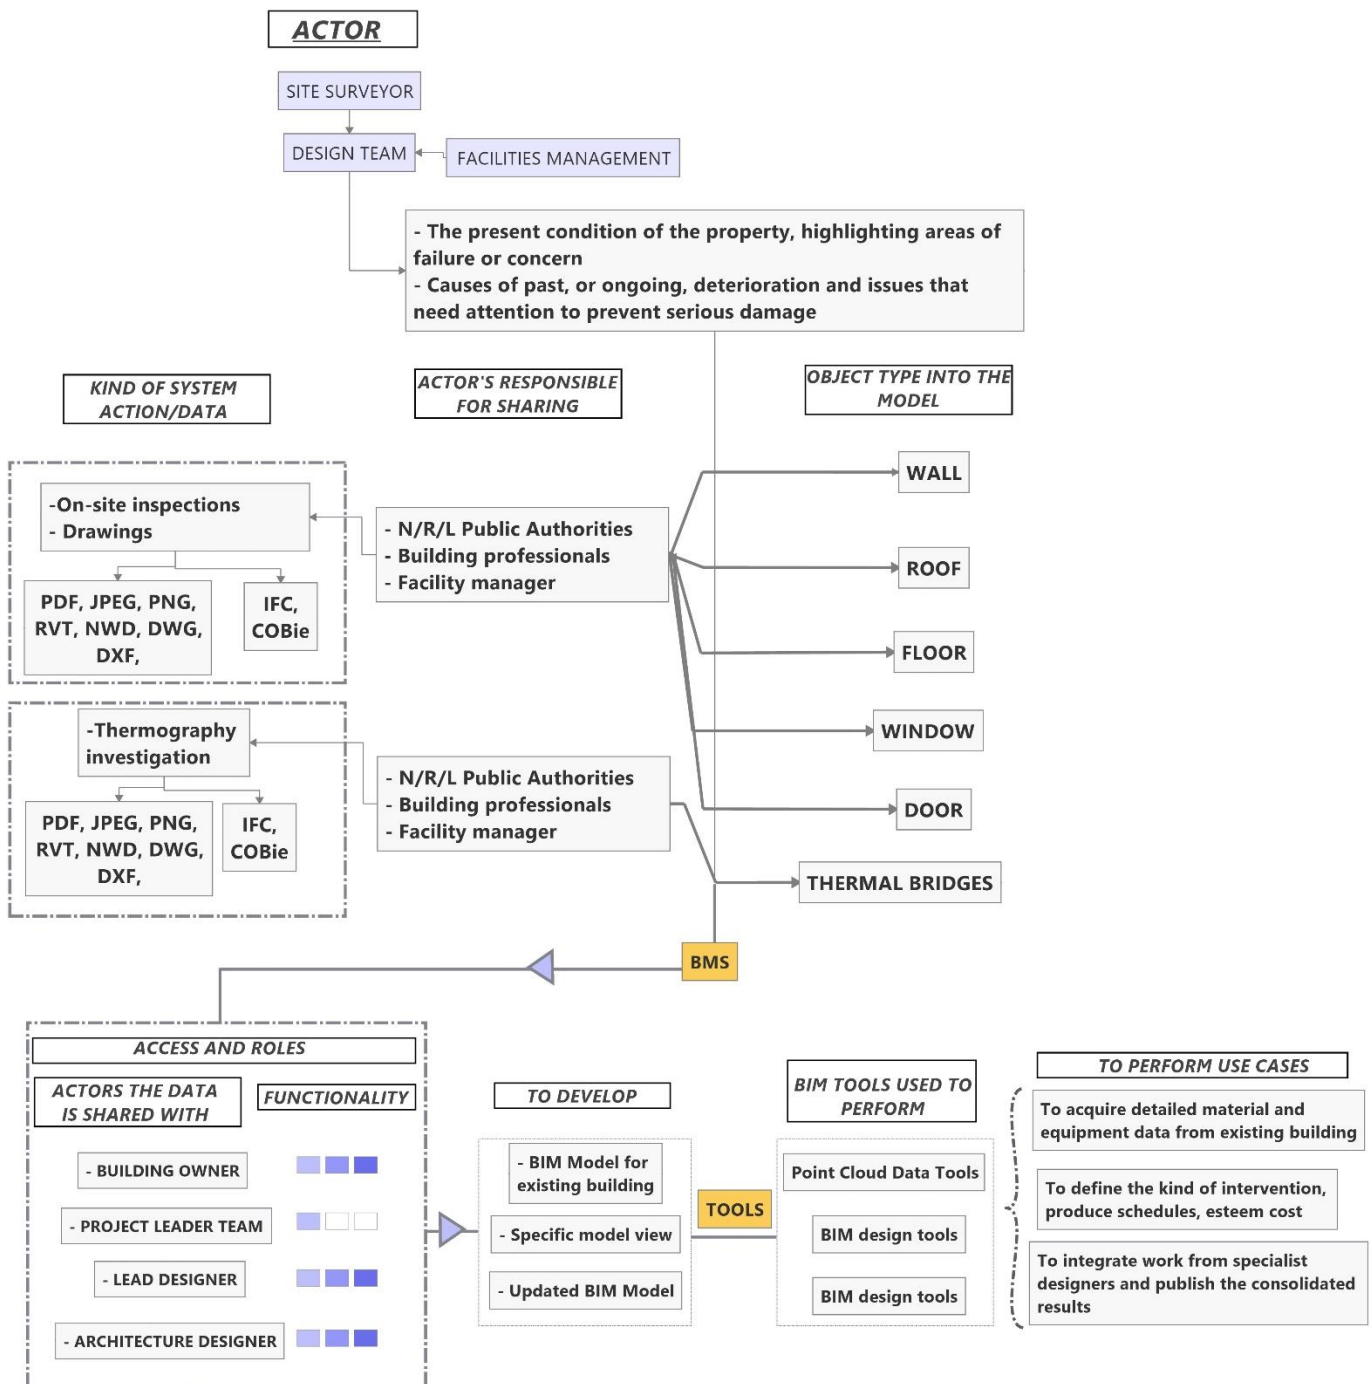 ACTOR
SITE SURVEYOR
DESIGN TEAM
FACILITIES MANAGEMENT
- The present condition of the property, highlighting areas of
failure or concern
- Causes of past, or ongoing, deterioration and issues that
need attention to prevent serious damage
KIND OF SYSTEM
ACTION/DATA
ACTOR'S RESPONSIBLE
FOR SHARING
OBJECT TYPE INTO THE
MODEL
-On-site inspections
- Drawings
PDF, JPEG, PNG,
RVT, NWD, DWG,
DXF,
IFC,
COBie
- N/R/L Public Authorities
- Building professionals
- Facility manager
WALL
ROOF
FLOOR
WINDOW
DOOR
THERMAL BRIDGES
-Thermography
investigation
PDF, JPEG, PNG,
RVT, NWD, DWG,
DXF,
IFC,
COBie
- N/R/L Public Authorities
- Building professionals
- Facility manager
BMS
ACCESS AND ROLES
ACTORS THE DATA
IS SHARED WITH
FUNCTIONALITY
- BUILDING OWNER
- PROJECT LEADER TEAM
- LEAD DESIGNER
- ARCHITECTURE DESIGNER
TO DEVELOP
- BIM Model for
existing building
- Specific model view
- Updated BIM Model
TOOLS
BIM TOOLS USED TO
PERFORM
Point Cloud Data Tools
BIM design tools
BIM design tools
TO PERFORM USE CASES
To acquire detailed material and
equipment data from existing building
To define the kind of intervention,
produce schedules, esteem cost
To integrate work from specialist
designers and publish the consolidated
results